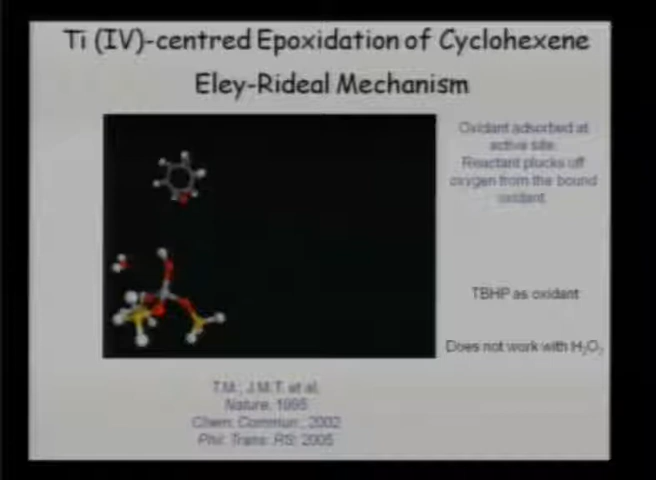 Ti (IV)-centred Epoxidation of Cyclohexene
Eley-Rideal Mechanism
Oxidant adsorbed at
active site.
Reactant plucks off
oxygen from the bound
oxidant.
TBHP as oxidant
Does not work with H₂O₂
T.M., J.M.T. et al.
Nature, 1995
Chem. Commun., 2002
Phil. Trans. RS. 2005